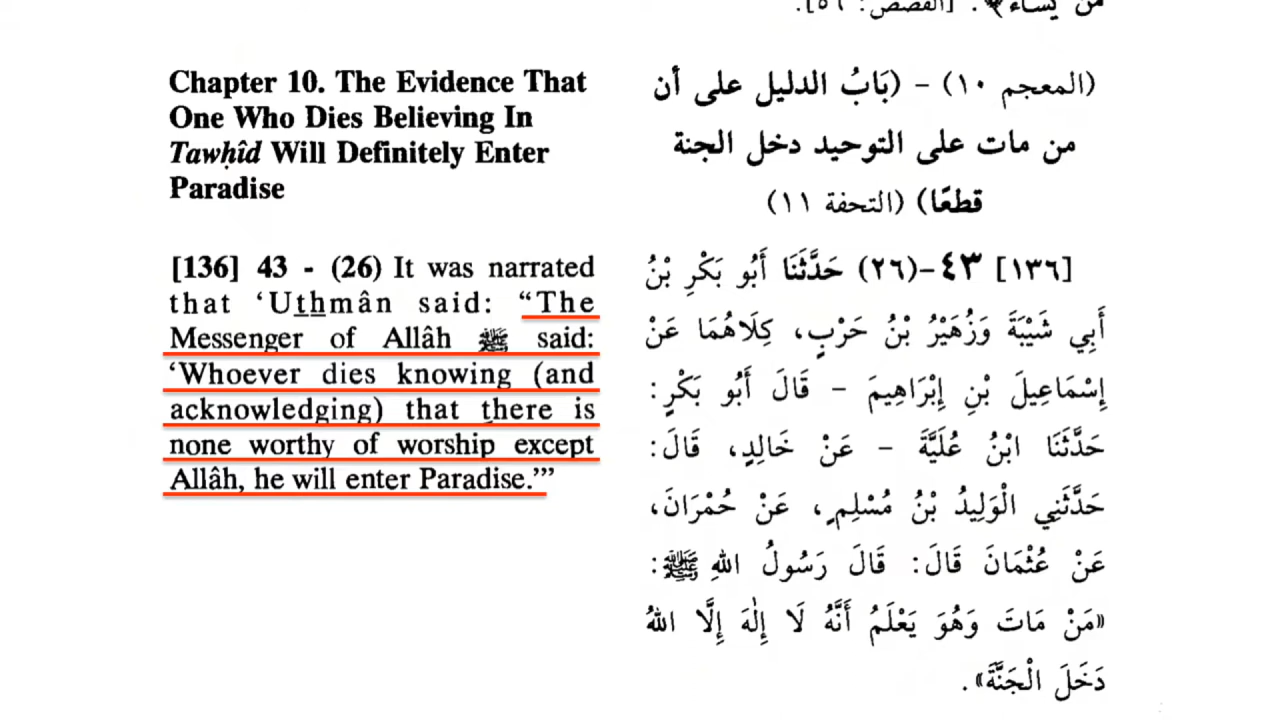 من يشاء﴾. [القصص: ٥٦].
Chapter 10. The Evidence That
One Who Dies Believing In
Tawḥîd Will Definitely Enter
Paradise
[136] 43 - (26) It was narrated
that ‘Uthmân said: “The
Messenger of Allâh ﷺ said:
‘Whoever dies knowing (and
acknowledging) that there is
none worthy of worship except
Allâh, he will enter Paradise.’”
(المعجم ١٠) - (بَابُ الدليل على أن
من مات على التوحيد دخل الجنة
قطعًا) (التحفة ١١)
[١٣٦] ٤٣-(٢٦) حَدَّثَنَا أَبُو بَكْرِ بْنُ
أَبِي شَيْبَةَ وَزُهَيْرُ بْنُ حَرْبٍ، كِلَاهُمَا عَنْ
إِسْمَاعِيلَ بْنِ إِبْرَاهِيمَ - قَالَ أَبُو بَكْرٍ:
حَدَّثَنَا ابْنُ عُلَيَّةَ - عَنْ خَالِدٍ، قَالَ:
حَدَّثَنِي الْوَلِيدُ بْنُ مُسْلِمٍ، عَنْ حُمْرَانَ،
عَنْ عُثْمَانَ قَالَ: قَالَ رَسُولُ اللهِ ﷺ:
«مَنْ مَاتَ وَهُوَ يَعْلَمُ أَنَّهُ لَا إِلٰهَ إِلَّا اللهُ
دَخَلَ الْجَنَّةَ».